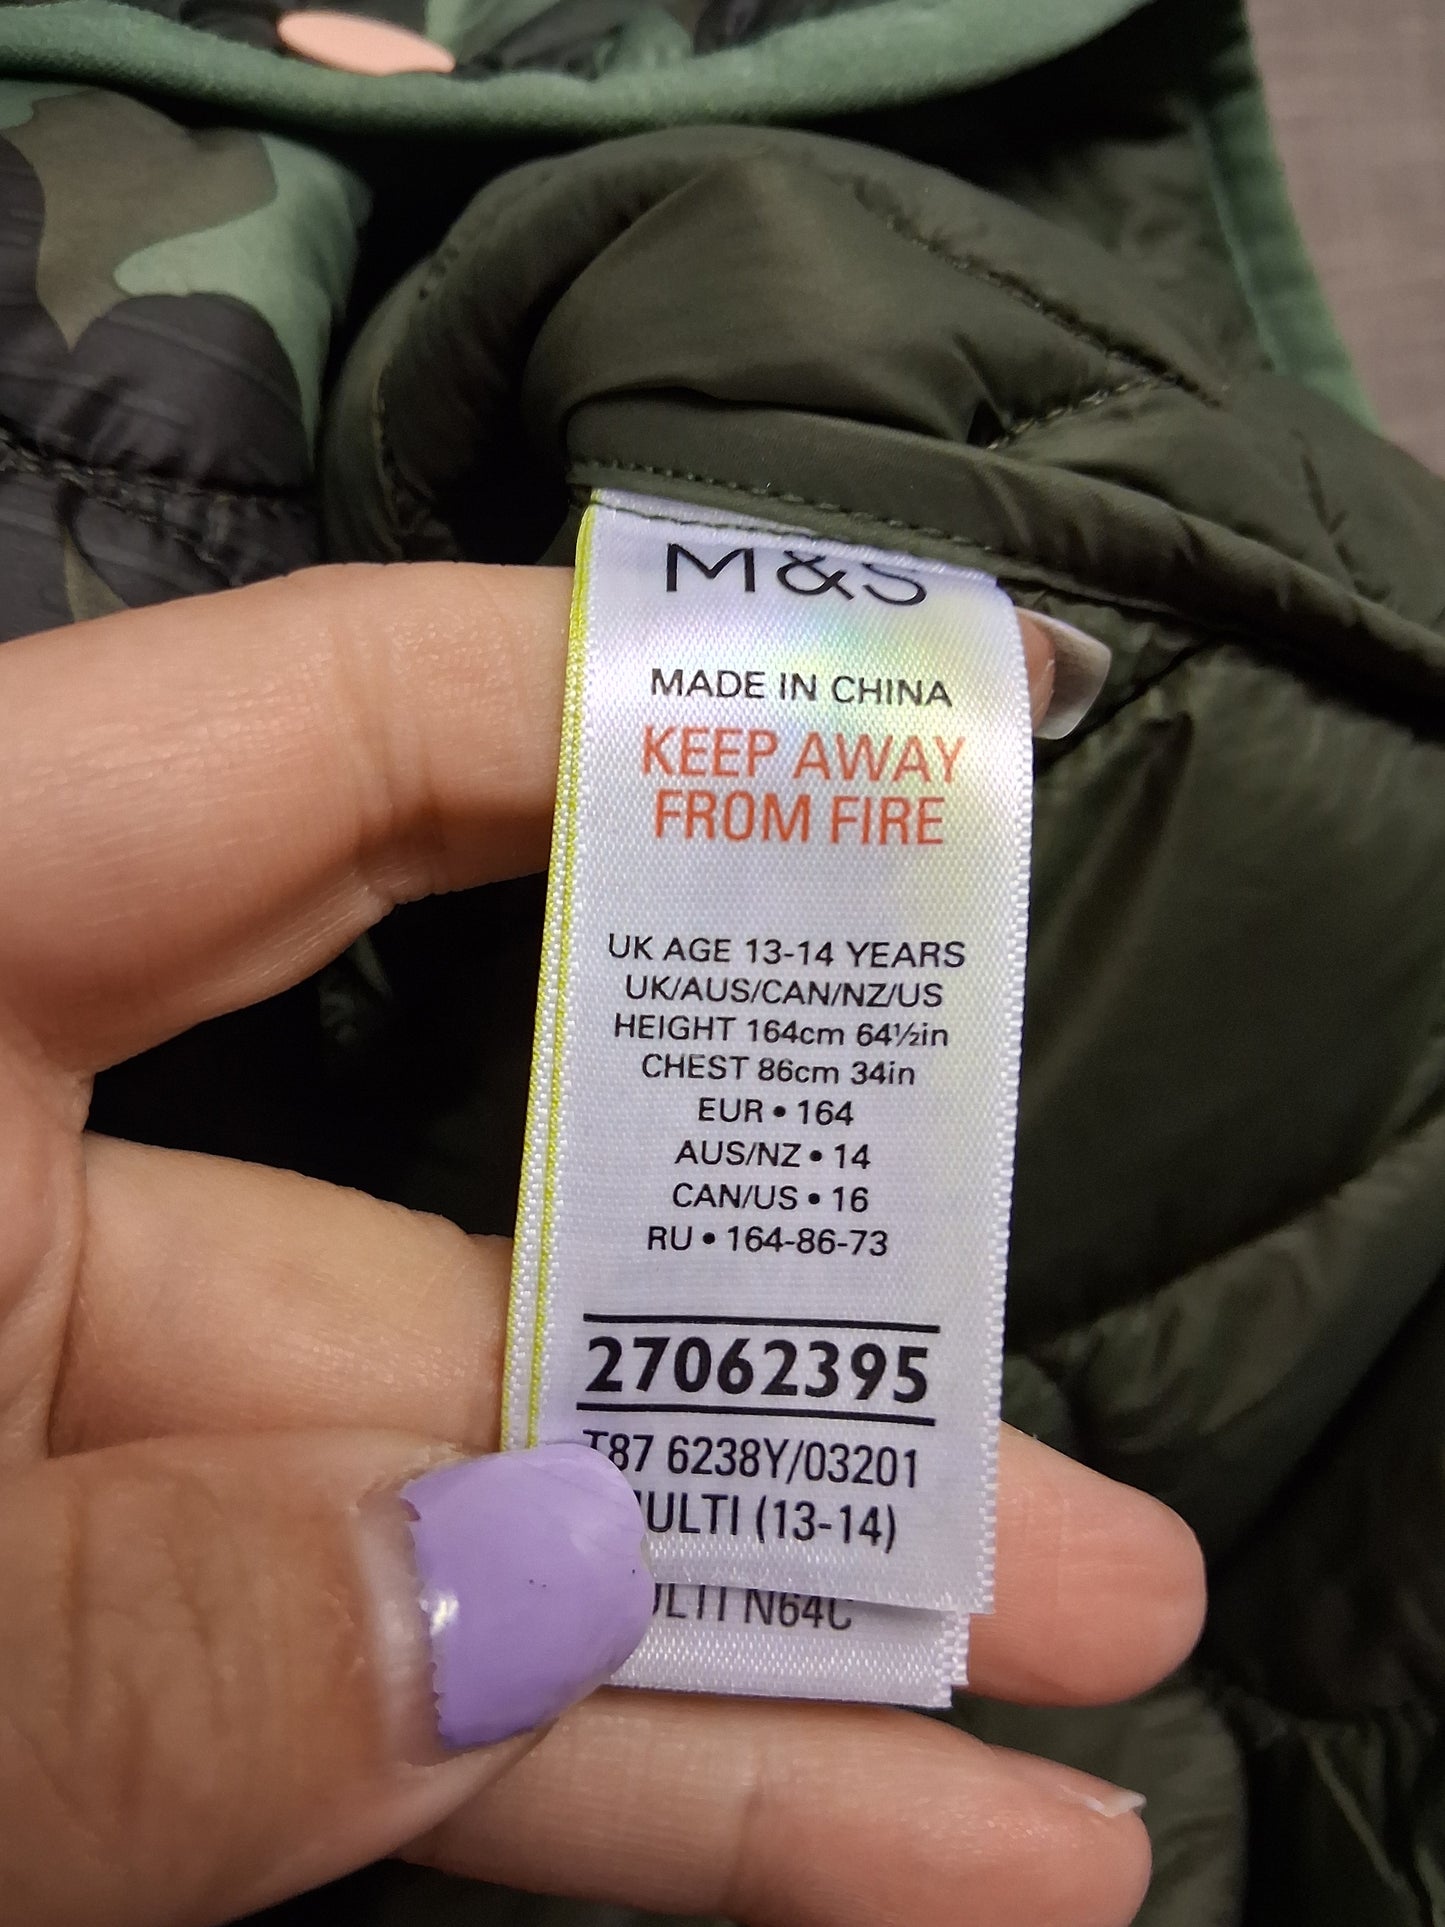 M&S
MADE IN CHINA
KEEP AWAY
FROM FIRE
UK AGE 13-14 YEARS
UK/AUS/CAN/NZ/US
HEIGHT 164cm 64½in
CHEST 86cm 34in
EUR • 164
AUS/NZ • 14
CAN/US • 16
RU • 164-86-73
27062395
T87 6238Y/03201
ULTI (13-14)
ULTI N64C